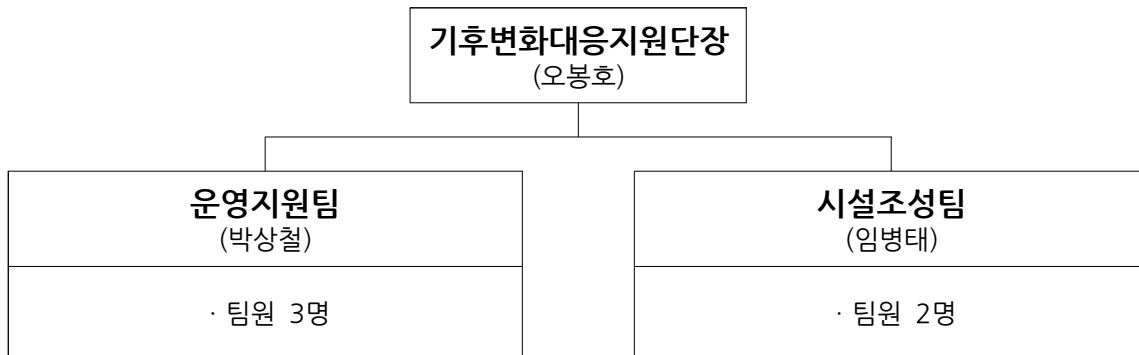 기후변화대응지원단장
(오봉호)
운영지원팀
(박상철)
· 팀원 3명
시설조성팀
(임병태)
· 팀원 2명